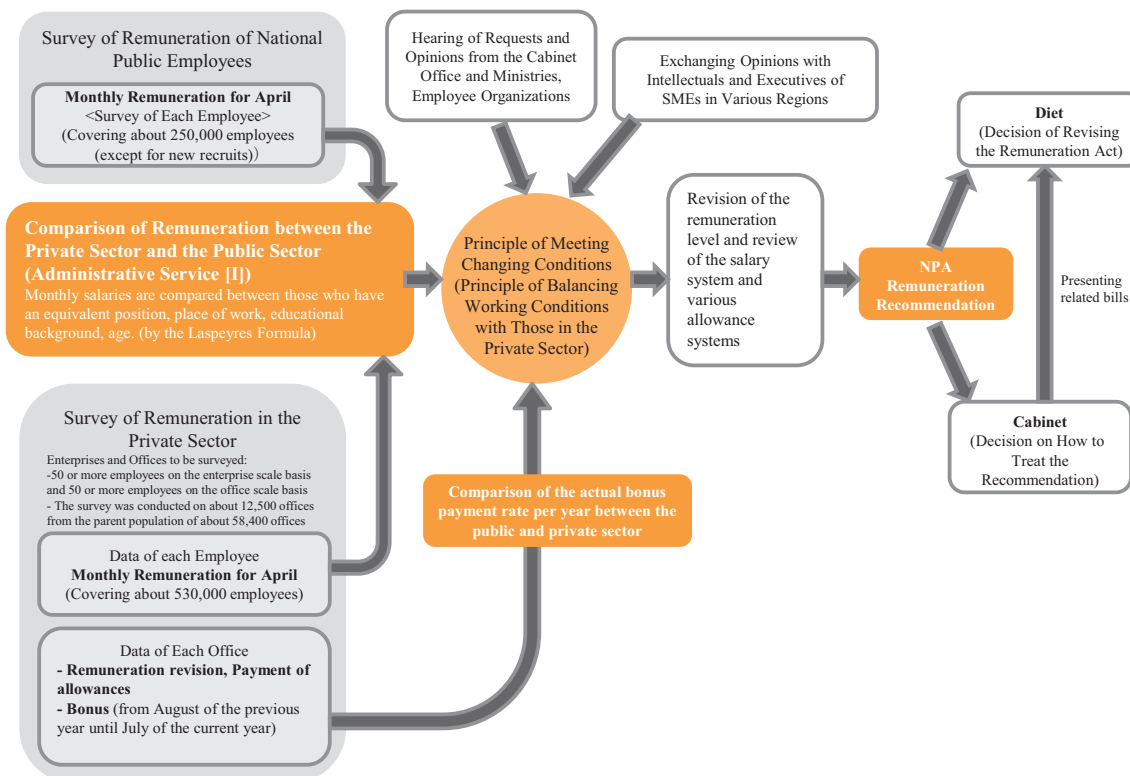 Survey of Remuneration of National
Public Employees
Monthly Remuneration for April
<Survey of Each Employee>
(Covering about 250,000 employees
(except for new recruits))
Hearing of Requests and
Opinions from the Cabinet
Office and Ministries,
Employee Organizations
Exchanging Opinions with
Intellectuals and Executives of
SMEs in Various Regions
Comparison of Remuneration between the
Private Sector and the Public Sector
(Administrative Service [I])
Monthly salaries are compared between those who have
an equivalent position, place of work, educational
background, age. (by the Laspeyres Formula)
Principle of Meeting
Changing Conditions
(Principle of Balancing
Working Conditions
with Those in the
Private Sector)
Revision of the
remuneration
level and review
of the salary
system and
various
allowance
systems
NPA
Remuneration
Recommendation
Diet
(Decision of Revising
the Remuneration Act)
Presenting
related bills
Cabinet
(Decision on How to
Treat the
Recommendation)
Survey of Remuneration in the
Private Sector
Enterprises and Offices to be surveyed:
-50 or more employees on the enterprise scale basis
and 50 or more employees on the office scale basis
- The survey was conducted on about 12,500 offices
from the parent population of about 58,400 offices
Data of each Employee
Monthly Remuneration for April
(Covering about 530,000 employees)
Comparison of the actual bonus
payment rate per year between the
public and private sector
Data of Each Office
- Remuneration revision, Payment of
allowances
- Bonus (from August of the previous
year until July of the current year)